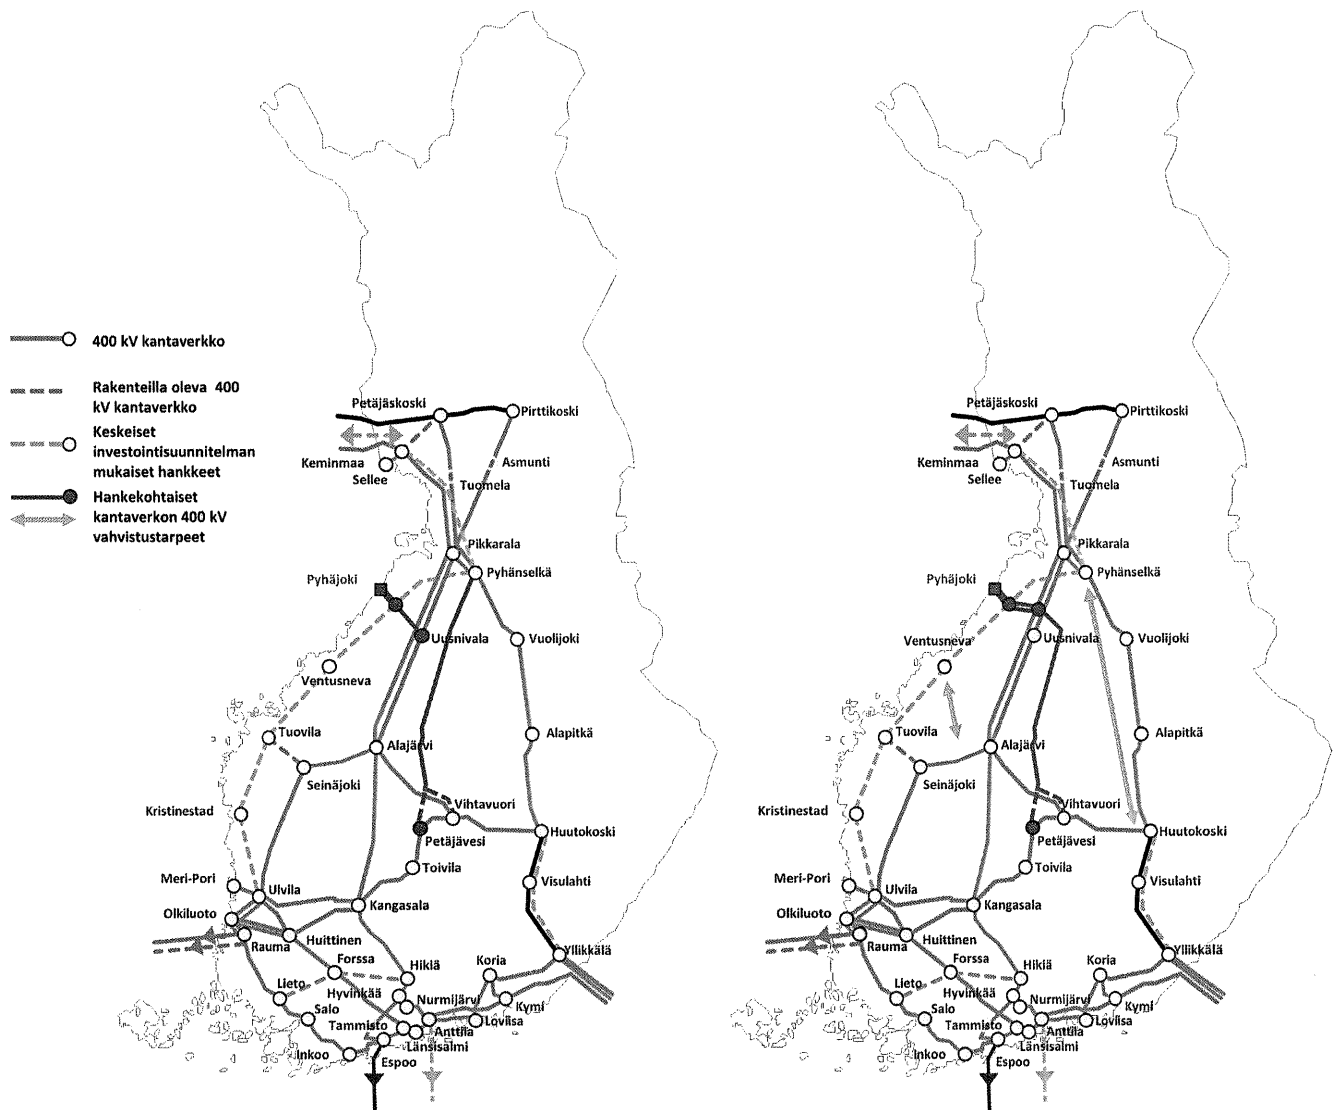 400 kV kantaverkko
Rakenteilla oleva 400
kV kantaverkko
Keskeiset
investointisuunnitelman
mukaiset hankkeet
Hankekohtaiset
kantaverkon 400 kV
vahvistustarpeet
Petäjäskoski
Pirttikoski
Keminmaa
Asmunti
Sellee
Tuomela
Pikkarala
Pyhänselkä
Pyhäjoki
Uusnivala
Vuolijoki
Ventusneva
Tuovila
Alajärvi
Alapitkä
Seinäjoki
Kristinestad
Vihtavuori
Huutokoski
Petäjävesi
Toivila
Meri-Pori
Ulvila
Visulahti
Kangasala
Olkiluoto
Rauma
Huittinen
Yllikkälä
Forssa
Hikiä
Koria
Lieto
Hyvinkää
Nurmijärvi
Kymi
Salo
Tammisto
Anttila
Loviisa
Länsisalmi
Inkoo
Espoo
Petäjäskoski
Pirttikoski
Keminmaa
Asmunti
Sellee
Tuomela
Pikkarala
Pyhänselkä
Pyhäjoki
Uusnivala
Vuolijoki
Ventusneva
Tuovila
Alajärvi
Alapitkä
Seinäjoki
Kristinestad
Vihtavuori
Huutokoski
Petäjävesi
Toivila
Meri-Pori
Ulvila
Visulahti
Kangasala
Olkiluoto
Rauma
Huittinen
Yllikkälä
Forssa
Hikiä
Koria
Lieto
Hyvinkää
Nurmijärvi
Kymi
Salo
Tammisto
Anttila
Loviisa
Länsisalmi
Inkoo
Espoo